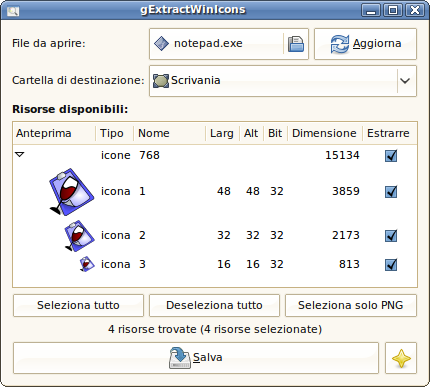 gExtractWinIcons
File da aprire: notepad.exe Aggiorna
Cartella di destinazione: Scrivania
Risorse disponibili:
Anteprima Tipo Nome Larg Alt Bit Dimensione Estrarre
icone 768 15134
icona 1 48 48 32 3859
icona 2 32 32 32 2173
icona 3 16 16 32 813
Seleziona tutto Deseleziona tutto Seleziona solo PNG
4 risorse trovate (4 risorse selezionate)
Salva